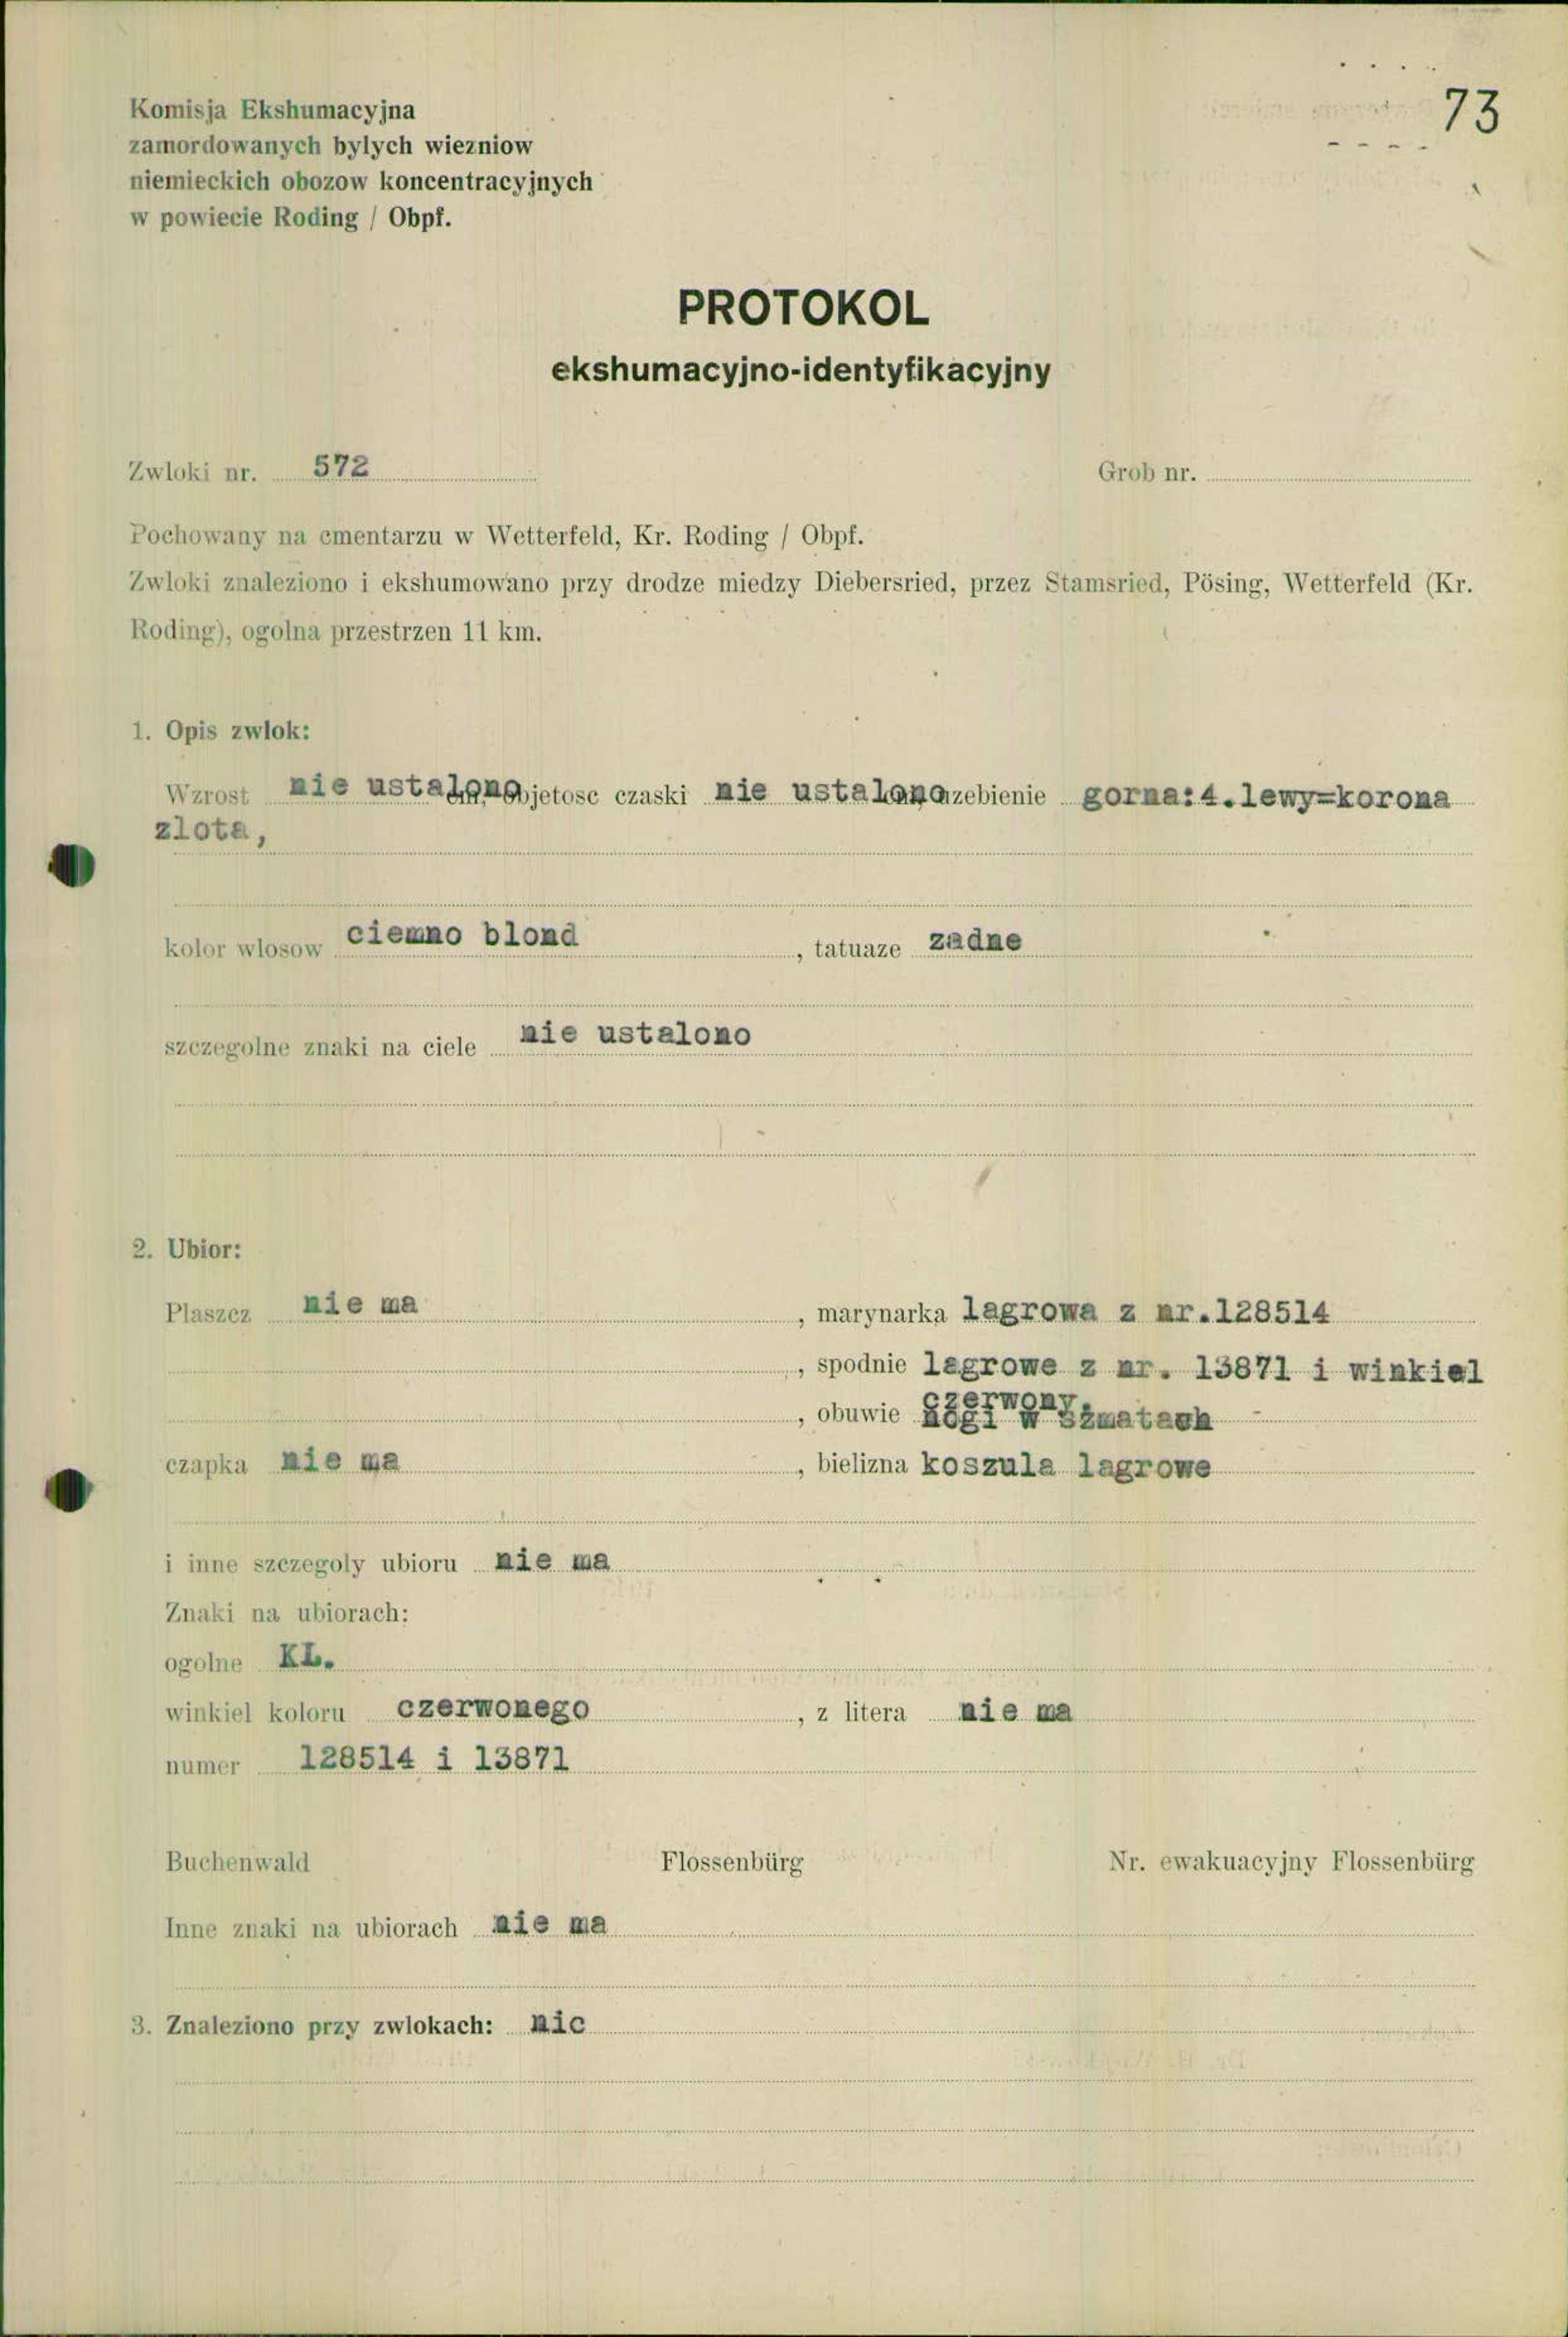 73
Komisja Ekshumacyjna
zamordowanych bylych wiezniow
niemieckich obozow koncentracyjnych
w powiecie Roding / Obpf.
PROTOKOL
ekshumacyjno-identyfikacyjny
Zwloki nr. 572 Grob nr.
Pochowany na cmentarzu w Wetterfeld, Kr. Roding / Obpf.
Zwloki znaleziono i ekshumowano przy drodze miedzy Diebersried, przez Stamsried, Pösing, Wetterfeld (Kr.
Roding), ogolna przestrzen 11 km.
1. Opis zwlok:
Wzrost nie ustalono objetosc czaski nie ustalono uzebienie gorna: 4. lewy=korona
zlota,
kolor wlosow ciemno blond, tatuaze zadne
szczegolne znaki na ciele nie ustalono
2. Ubior:
Plaszcz nie ma, marynarka lagrowa z nr. 128514
, spodnie lagrowe z nr. 13871 i winkiel
czerwony.
, obuwie nogi w szmatach -
czapka nie ma, bielizna koszula lagrowe
i inne szczegoly ubioru nie ma
Znaki na ubiorach:
ogolne KL.
winkiel koloru czerwonego, z litera nie ma
numer 128514 i 13871
Buchenwald Flossenbürg Nr. ewakuacyjny Flossenbürg
Inne znaki na ubiorach nie ma
3. Znaleziono przy zwlokach: nic